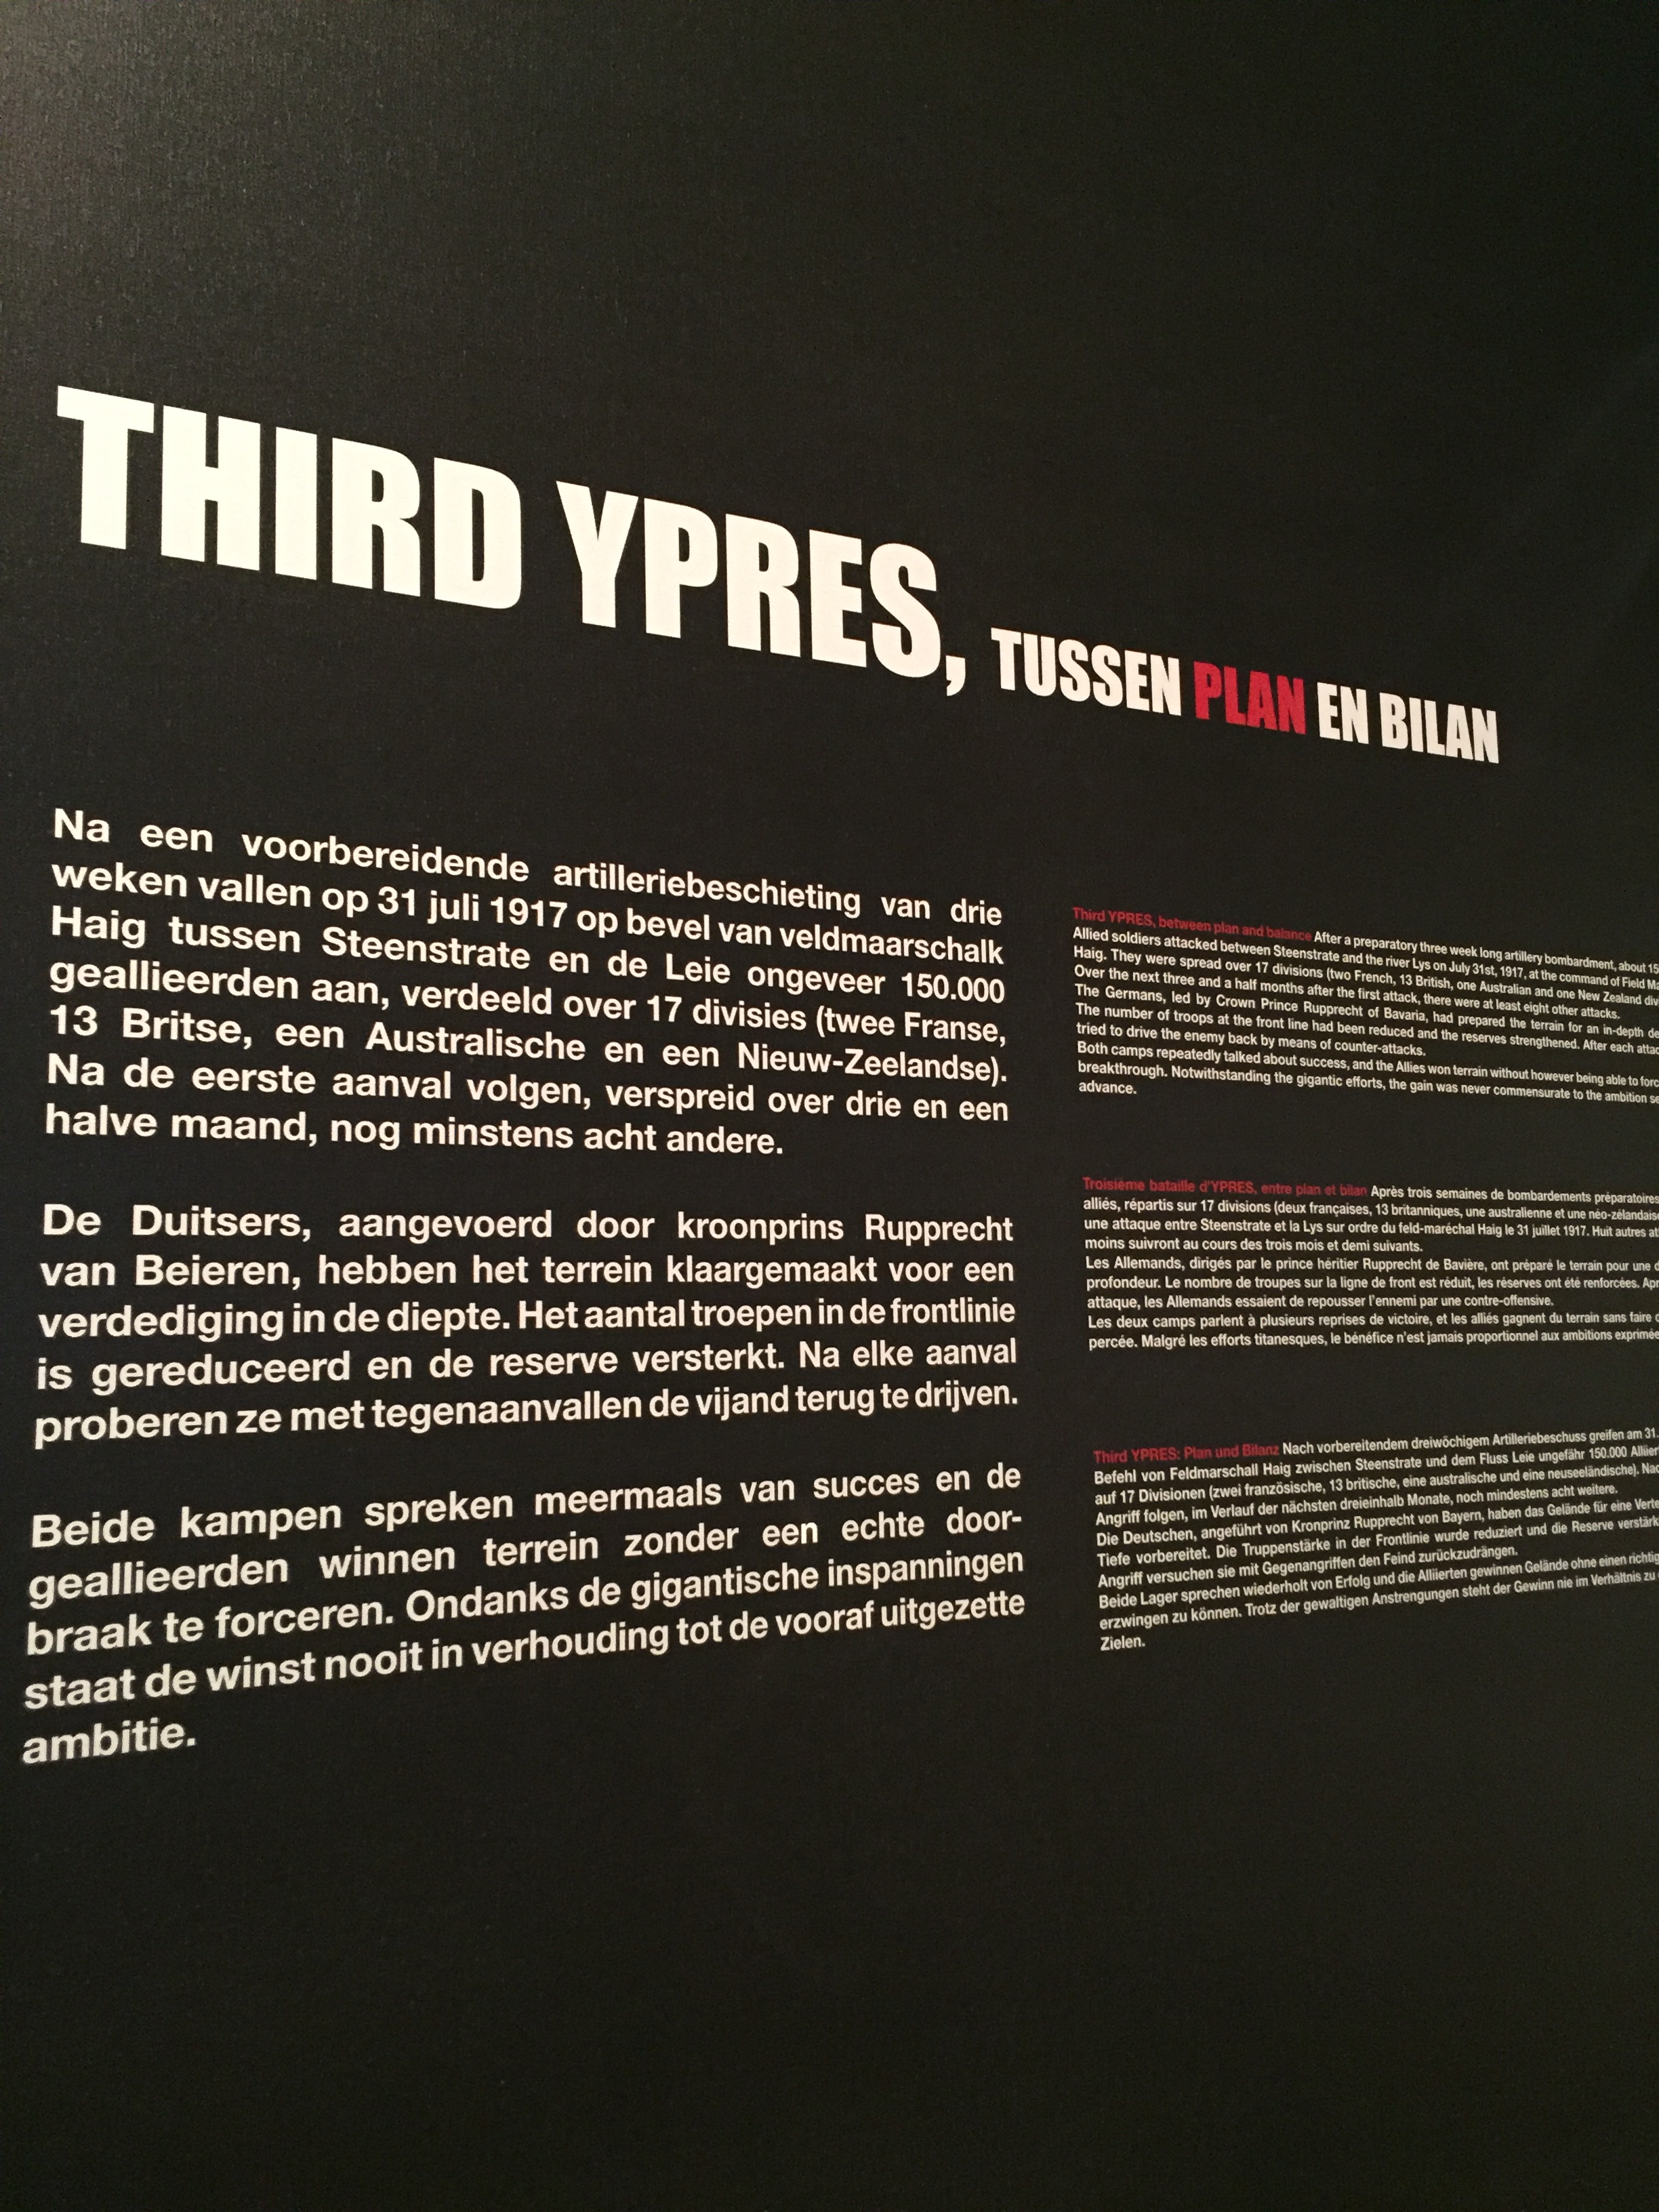 THIRD YPRES, TUSSEN PLAN EN BILAN
Na een voorbereidende artilleriebeschieting van drie
weken vallen op 31 juli 1917 op bevel van veldmaarschalk
Haig tussen Steenstrate en de Leie ongeveer 150.000
geallieerden aan, verdeeld over 17 divisies (twee Franse,
13 Britse, een Australische en een Nieuw-Zeelandse).
Na de eerste aanval volgen, verspreid over drie en een
halve maand, nog minstens acht andere.
De Duitsers, aangevoerd door kroonprins Rupprecht
van Beieren, hebben het terrein klaargemaakt voor een
verdediging in de diepte. Het aantal troepen in de frontlinie
is gereduceerd en de reserve versterkt. Na elke aanval
proberen ze met tegenaanvallen de vijand terug te drijven.
Beide kampen spreken meermaals van succes en de
geallieerden winnen terrein zonder een echte door-
braak te forceren. Ondanks de gigantische inspanningen
staat de winst nooit in verhouding tot de vooraf uitgezette
ambitie.
Third YPRES, between plan and balance After a preparatory three week long artillery bombardment, about 15
Allied soldiers attacked between Steenstrate and the river Lys on July 31st, 1917, at the command of Field Ma
Haig. They were spread over 17 divisions (two French, 13 British, one Australian and one New Zealand div
Over the next three and a half months after the first attack, there were at least eight other attacks.
The Germans, led by Crown Prince Rupprecht of Bavaria, had prepared the terrain for an in-depth de
The number of troops at the front line had been reduced and the reserves strengthened. After each attac
tried to drive the enemy back by means of counter-attacks.
Both camps repeatedly talked about success, and the Allies won terrain without however being able to forc
breakthrough. Notwithstanding the gigantic efforts, the gain was never commensurate to the ambition se
advance.
Troisième bataille d'YPRES, entre plan et bilan Après trois semaines de bombardements préparatoires
alliés, répartis sur 17 divisions (deux françaises, 13 britanniques, une australienne et une néo-zélandaise
une attaque entre Steenstrate et la Lys sur ordre du feld-maréchal Haig le 31 juillet 1917. Huit autres at
moins suivront au cours des trois mois et demi suivants.
Les Allemands, dirigés par le prince héritier Rupprecht de Bavière, ont préparé le terrain pour une d
profondeur. Le nombre de troupes sur la ligne de front est réduit, les réserves ont été renforcées. Apr
attaque, les Allemands essaient de repousser l'ennemi par une contre-offensive.
Les deux camps parlent à plusieurs reprises de victoire, et les alliés gagnent du terrain sans faire d
percée. Malgré les efforts titanesques, le bénéfice n'est jamais proportionnel aux ambitions exprimée
Third YPRES: Plan und Bilanz Nach vorbereitendem dreiwöchigem Artilleriebeschuss greifen am 31.
Befehl von Feldmarschall Haig zwischen Steenstrate und dem Fluss Leie ungefähr 150.000 Alliier
auf 17 Divisionen (zwei französische, 13 britische, eine australische und eine neuseeländische). Nac
Angriff folgen, im Verlauf der nächsten dreieinhalb Monate, noch mindestens acht weitere.
Die Deutschen, angeführt von Kronprinz Rupprecht von Bayern, haben das Gelände für eine Verte
Tiefe vorbereitet. Die Truppenstärke in der Frontlinie wurde reduziert und die Reserve verstärk
Angriff versuchen sie mit Gegenangriffen den Feind zurückzudrängen.
Beide Lager sprechen wiederholt von Erfolg und die Alliierten gewinnen Gelände ohne einen richtig
erzwingen zu können. Trotz der gewaltigen Anstrengungen steht der Gewinn nie im Verhältnis zu
Zielen.